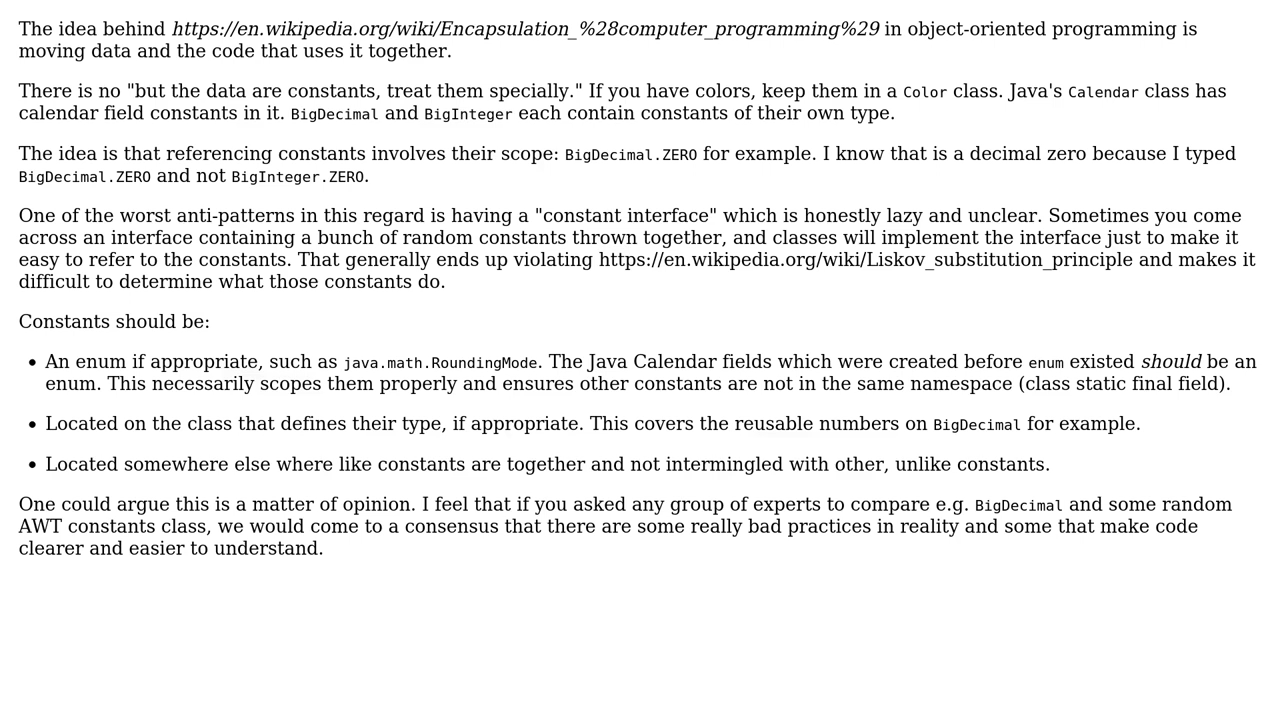 The idea behind https://en.wikipedia.org/wiki/Encapsulation_%28computer_programming%29 in object-oriented programming is
moving data and the code that uses it together.
There is no "but the data are constants, treat them specially." If you have colors, keep them in a Color class. Java's Calendar class has
calendar field constants in it. BigDecimal and BigInteger each contain constants of their own type.
The idea is that referencing constants involves their scope: BigDecimal.ZERO for example. I know that is a decimal zero because I typed
BigDecimal.ZERO and not BigInteger.ZERO.
One of the worst anti-patterns in this regard is having a "constant interface" which is honestly lazy and unclear. Sometimes you come
across an interface containing a bunch of random constants thrown together, and classes will implement the interface just to make it
easy to refer to the constants. That generally ends up violating https://en.wikipedia.org/wiki/Liskov_substitution_principle and makes it
difficult to determine what those constants do.
Constants should be:
• An enum if appropriate, such as java.math.RoundingMode. The Java Calendar fields which were created before enum existed should be an
enum. This necessarily scopes them properly and ensures other constants are not in the same namespace (class static final field).
• Located on the class that defines their type, if appropriate. This covers the reusable numbers on BigDecimal for example.
• Located somewhere else where like constants are together and not intermingled with other, unlike constants.
One could argue this is a matter of opinion. I feel that if you asked any group of experts to compare e.g. BigDecimal and some random
AWT constants class, we would come to a consensus that there are some really bad practices in reality and some that make code
clearer and easier to understand.